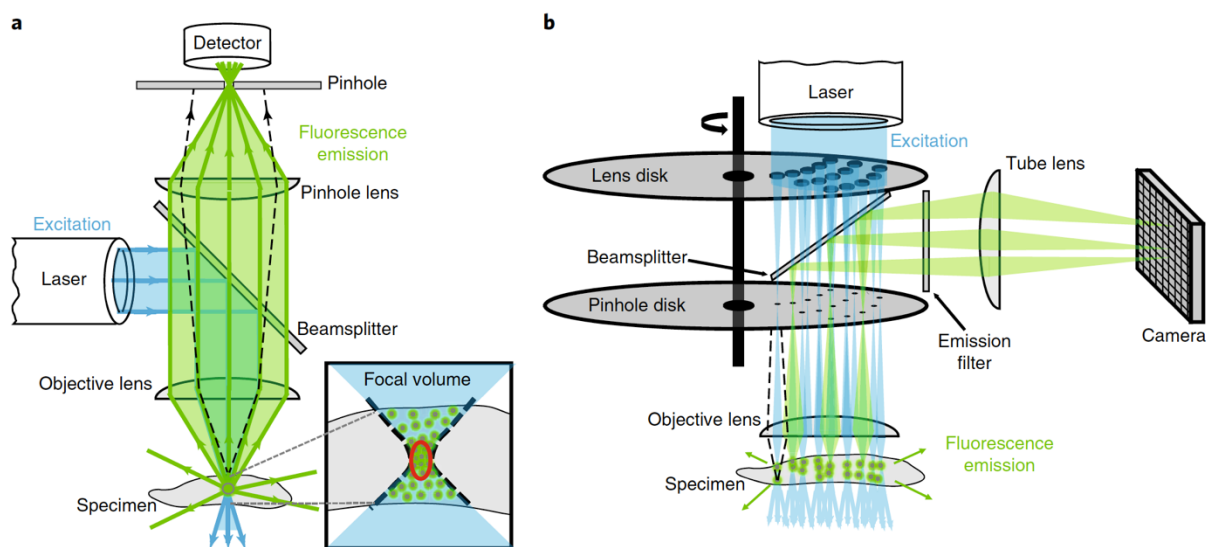 a
Detector
Pinhole
Fluorescence
emission
Pinhole lens
Excitation
Laser
Beamsplitter
Objective lens
Focal volume
Specimen
b
Laser
Excitation
Lens disk
Tube lens
Beamsplitter
Pinhole disk
Emission
filter
Camera
Objective
lens
Fluorescence
emission
Specimen